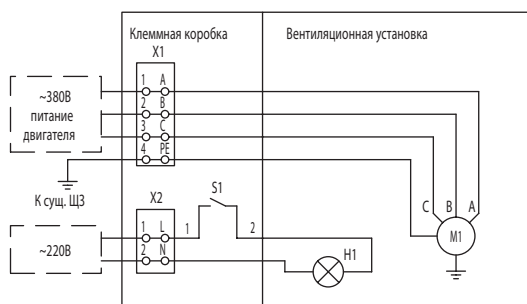 Клеммная коробка
Вентиляционная установка
X1
~380В
питание
двигателя
1 A
2 B
3 C
4 PE
К сущ. ЩЗ
X2
S1
1 L
2 N
1
2
~220В
H1
C B A
M1